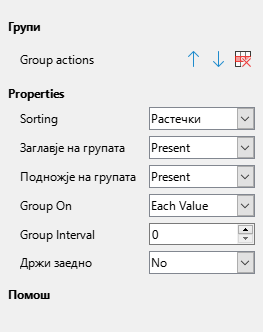 Групи
Group actions
Properties
Sorting Растечки
Заглавје на групата Present
Подножје на групата Present
Group On Each Value
Group Interval 0
Држи заедно No
Помош